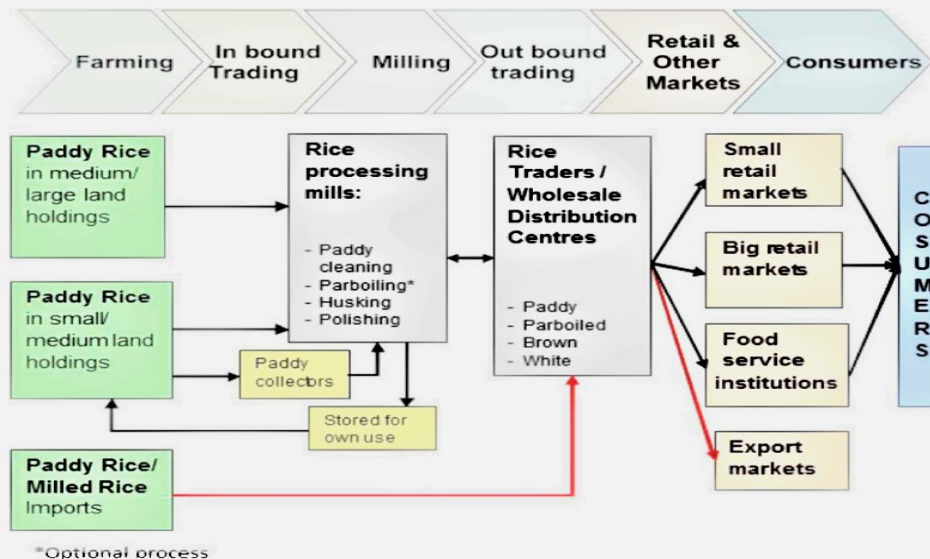 Farming
In bound
Trading
Milling
Out bound
trading
Retail &
Other
Markets
Consumers
Paddy Rice
in medium/
large land
holdings
Rice
processing
mills:
- Paddy
cleaning
- Parboiling*
- Husking
- Polishing
Rice
Traders /
Wholesale
Distribution
Centres
- Paddy
- Parboiled
- Brown
- White
Small
retail
markets
Big retail
markets
Food
service
institutions
Export
markets
C
O
S
U
M
E
R
S
Paddy Rice
in small/
medium land
holdings
Paddy
collectors
Stored for
own use
Paddy Rice/
Milled Rice
Imports
*Optional process